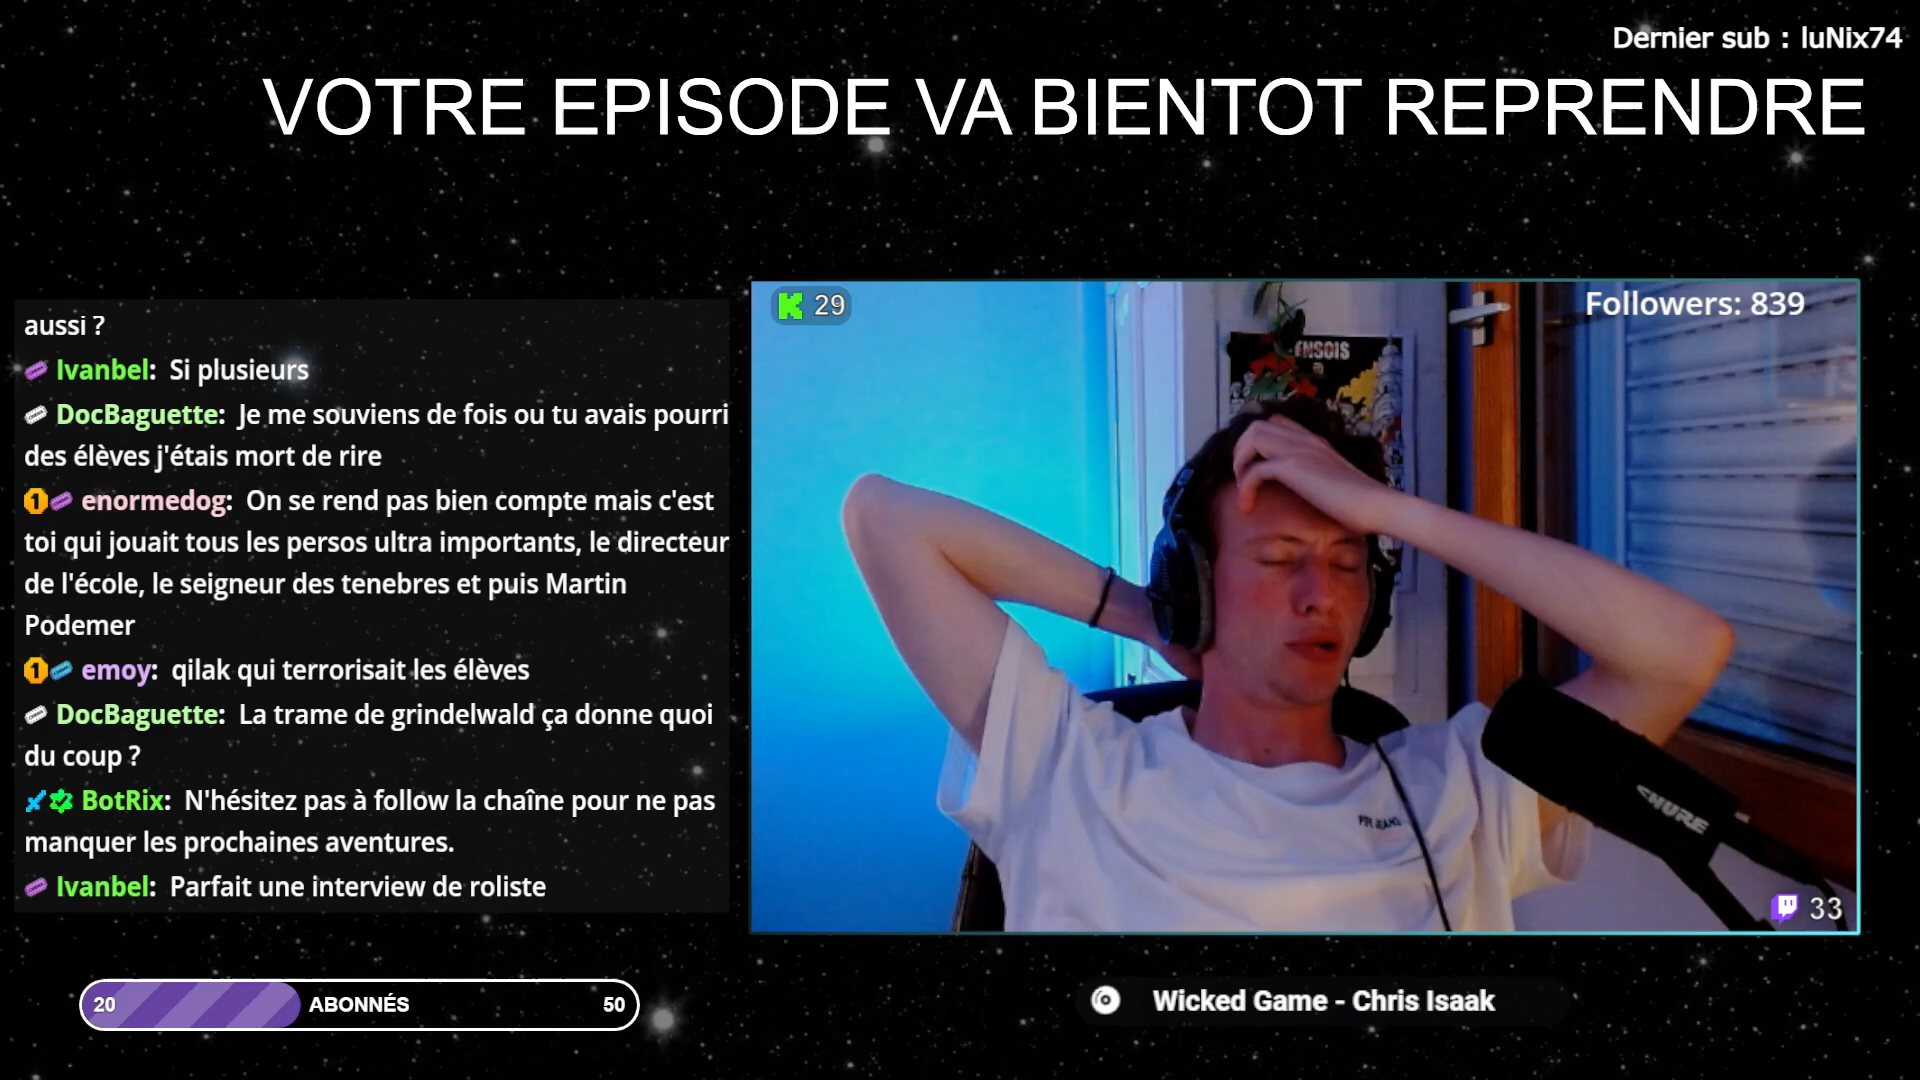 Dernier sub : luNix74
VOTRE EPISODE VA BIENTOT REPRENDRE
aussi ?
Ivanbel: Si plusieurs
DocBaguette: Je me souviens de fois ou tu avais pourri
des élèves j'étais mort de rire
1 enormedog: On se rend pas bien compte mais c'est
toi qui jouait tous les persos ultra importants, le directeur
de l'école, le seigneur des tenebres et puis Martin
Podemer
1 emoy: qilak qui terrorisait les élèves
DocBaguette: La trame de grindelwald ça donne quoi
du coup ?
BotRix: N'hésitez pas à follow la chaîne pour ne pas
manquer les prochaines aventures.
Ivanbel: Parfait une interview de roliste
K 29
Followers: 839
ENSOIS
SHURE
33
20 ABONNÉS 50
Wicked Game - Chris Isaak